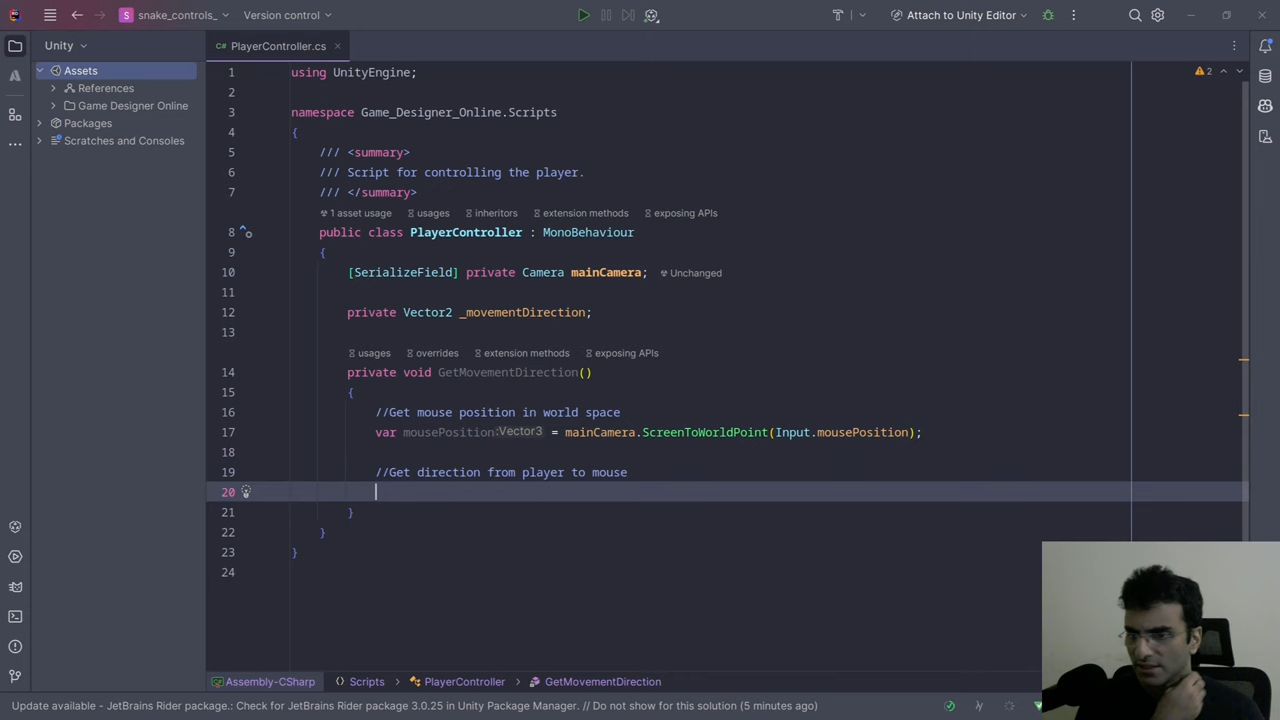 S snake_controls_
Version control
Attach to Unity Editor
Unity
C# PlayerController.cs
Assets
References
Game Designer Online
Packages
Scratches and Consoles
2
1 using UnityEngine;
2
3 namespace Game_Designer_Online.Scripts
4 {
5 /// <summary>
6 /// Script for controlling the player.
7 /// </summary>
1 asset usage usages inheritors extension methods exposing APIs
8 public class PlayerController : MonoBehaviour
9 {
10 [SerializeField] private Camera mainCamera; Unchanged
11
12 private Vector2 _movementDirection;
13
usages overrides extension methods exposing APIs
14 private void GetMovementDirection()
15 {
16 //Get mouse position in world space
17 var mousePosition:Vector3 = mainCamera.ScreenToWorldPoint(Input.mousePosition);
18
19 //Get direction from player to mouse
20
21 }
22 }
23 }
24
Assembly-CSharp Scripts PlayerController GetMovementDirection
Update available - JetBrains Rider package.: Check for JetBrains Rider package 3.0.25 in Unity Package Manager. // Do not show for this solution (5 minutes ago)